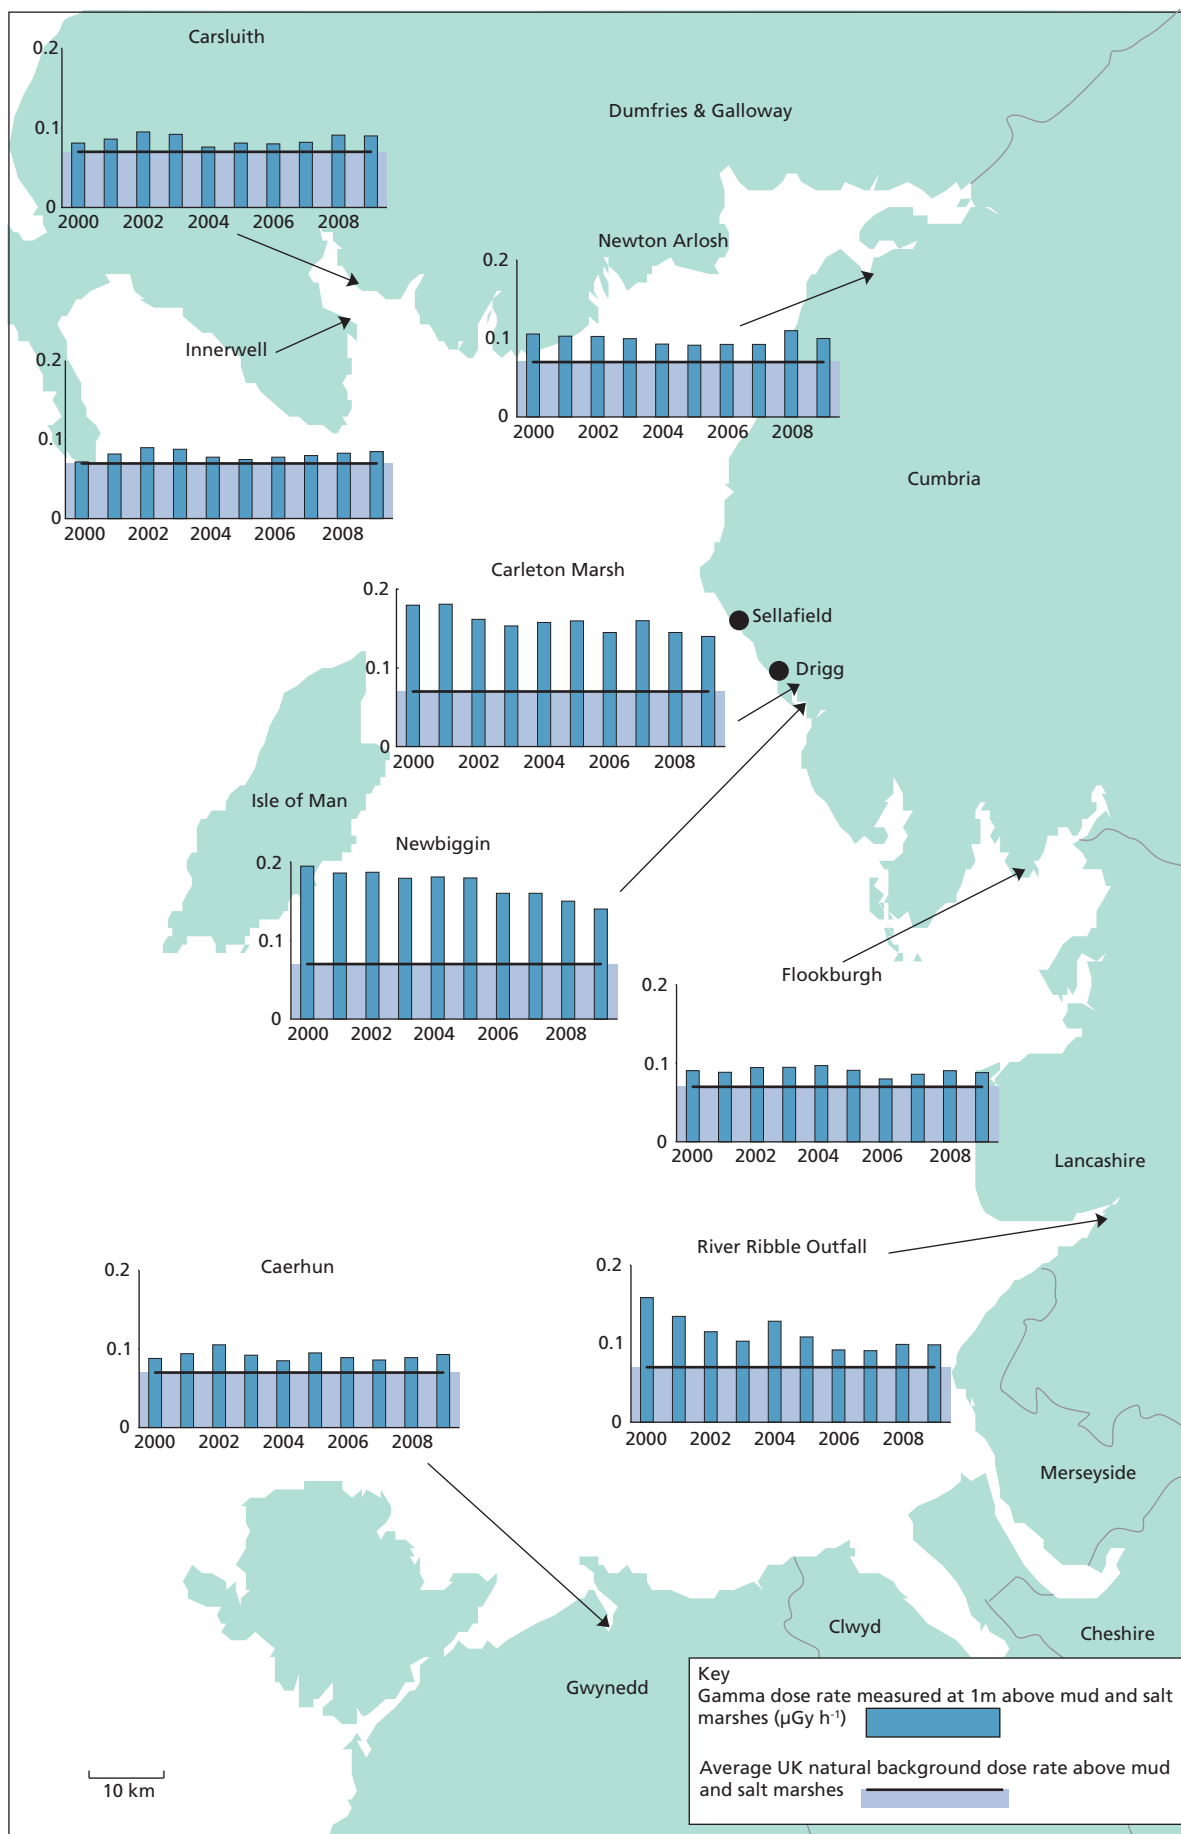 Carsluith
0.2
0.1
0
2000 2002 2004 2006 2008
Dumfries & Galloway
Newton Arlosh
0.2
0.1
0
2000 2002 2004 2006 2008
Innerwell
0.2
0.1
0
2000 2002 2004 2006 2008
Cumbria
Carleton Marsh
0.2
0.1
0
2000 2002 2004 2006 2008
Sellafield
Drigg
Isle of Man
Newbiggin
0.2
0.1
0
2000 2002 2004 2006 2008
Flookburgh
0.2
0.1
0
2000 2002 2004 2006 2008
Lancashire
River Ribble Outfall
0.2
0.1
0
2000 2002 2004 2006 2008
Caerhun
0.2
0.1
0
2000 2002 2004 2006 2008
Merseyside
Clwyd
Cheshire
Gwynedd
Key
Gamma dose rate measured at 1m above mud and salt
marshes (µGy h⁻¹)
Average UK natural background dose rate above mud
and salt marshes
10 km